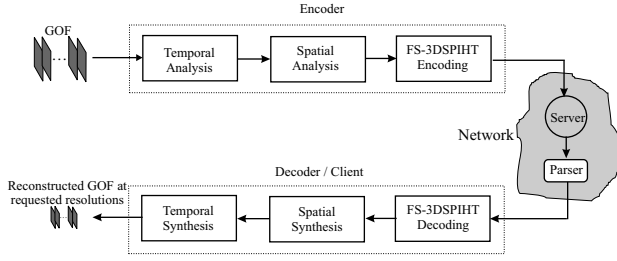 Encoder
GOF
Temporal
Analysis
Spatial
Analysis
FS-3DSPIHT
Encoding
Server
Network
Parser
Decoder / Client
Reconstructed GOF at
requested resolutions
Temporal
Synthesis
Spatial
Synthesis
FS-3DSPIHT
Decoding